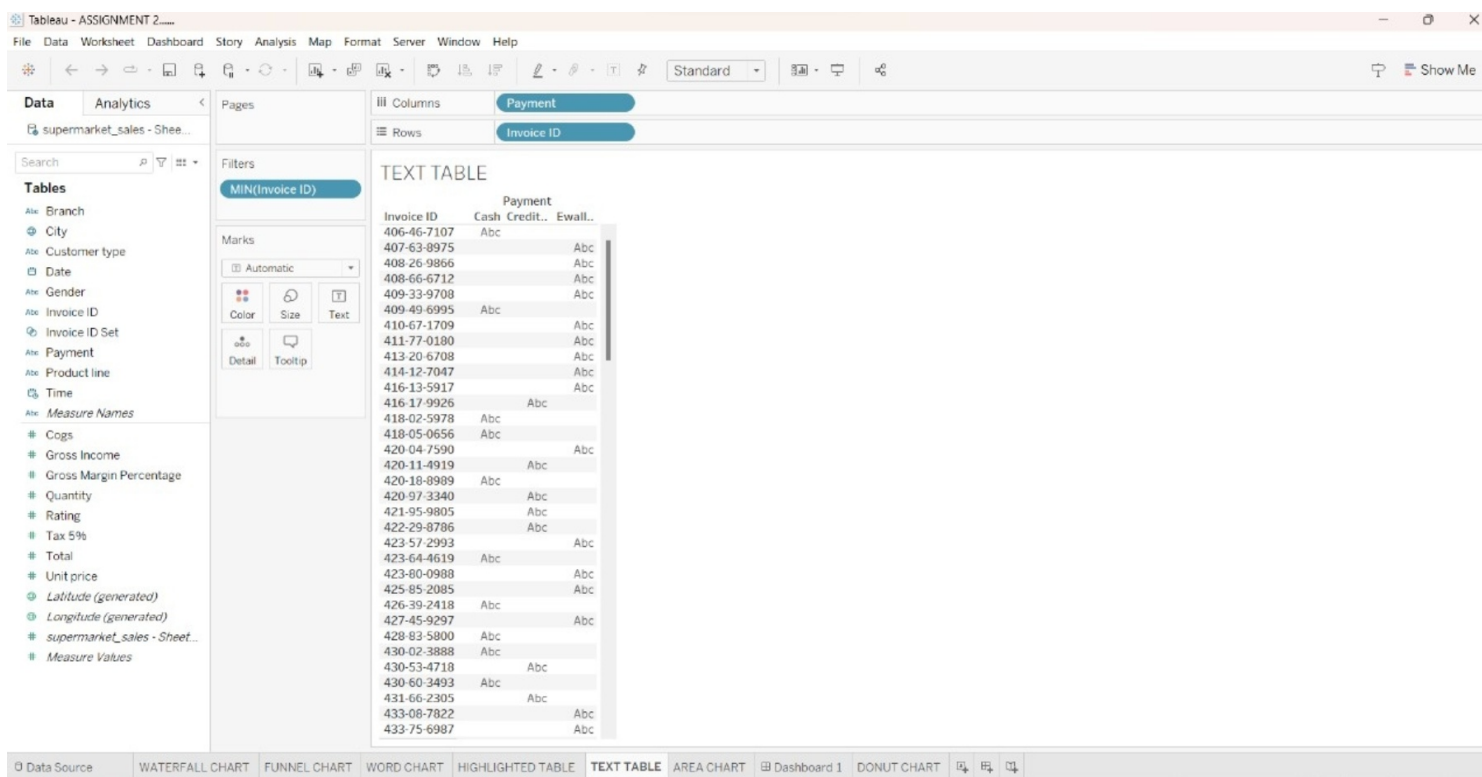 Tableau - ASSIGNMENT 2......
File Data Worksheet Dashboard Story Analysis Map Format Server Window Help
Standard
Show Me
Data Analytics
supermarket_sales - Shee...
Search
Tables
Abc Branch
City
Abc Customer type
Date
Abc Gender
Abc Invoice ID
Invoice ID Set
Abc Payment
Abc Product line
Time
Abc Measure Names
# Cogs
# Gross Income
# Gross Margin Percentage
# Quantity
# Rating
# Tax 5%
# Total
# Unit price
Latitude (generated)
Longitude (generated)
# supermarket_sales - Sheet...
# Measure Values
Pages
Filters
MIN(Invoice ID)
Marks
Automatic
Color Size Text
Detail Tooltip
Columns Payment
Rows Invoice ID
TEXT TABLE
Payment
Invoice ID Cash Credit.. Ewall..
406-46-7107 Abc
407-63-8975 Abc
408-26-9866 Abc
408-66-6712 Abc
409-33-9708 Abc
409-49-6995 Abc
410-67-1709 Abc
411-77-0180 Abc
413-20-6708 Abc
414-12-7047 Abc
416-13-5917 Abc
416-17-9926 Abc
418-02-5978 Abc
418-05-0656 Abc
420-04-7590 Abc
420-11-4919 Abc
420-18-8989 Abc
420-97-3340 Abc
421-95-9805 Abc
422-29-8786 Abc
423-57-2993 Abc
423-64-4619 Abc
423-80-0988 Abc
425-85-2085 Abc
426-39-2418 Abc
427-45-9297 Abc
428-83-5800 Abc
430-02-3888 Abc
430-53-4718 Abc
430-60-3493 Abc
431-66-2305 Abc
433-08-7822 Abc
433-75-6987 Abc
Data Source WATERFALL CHART FUNNEL CHART WORD CHART HIGHLIGHTED TABLE TEXT TABLE AREA CHART Dashboard 1 DONUT CHART